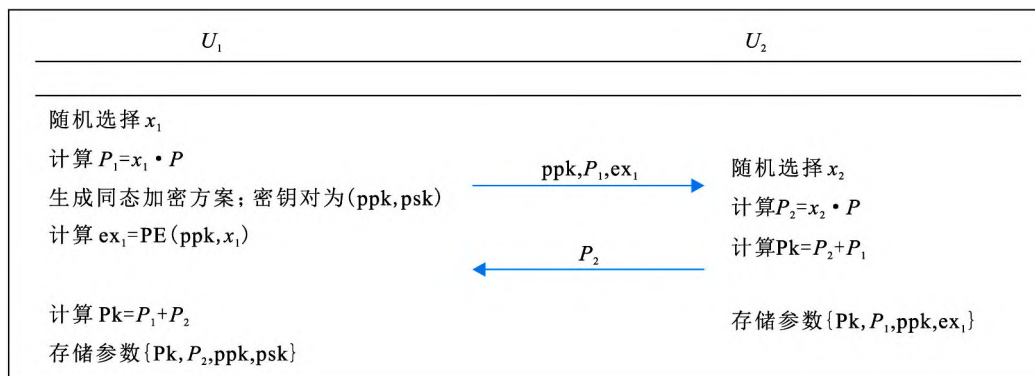 U₁ U₂
随机选择 x₁
计算 P₁=x₁·P
生成同态加密方案；密钥对为(ppk,psk)
计算 ex₁=PE(ppk,x₁)
ppk,P₁,ex₁
P₂
随机选择 x₂
计算P₂=x₂·P
计算Pk=P₂+P₁
计算 Pk=P₁+P₂
存储参数{Pk,P₂,ppk,psk}
存储参数{Pk,P₁,ppk,ex₁}